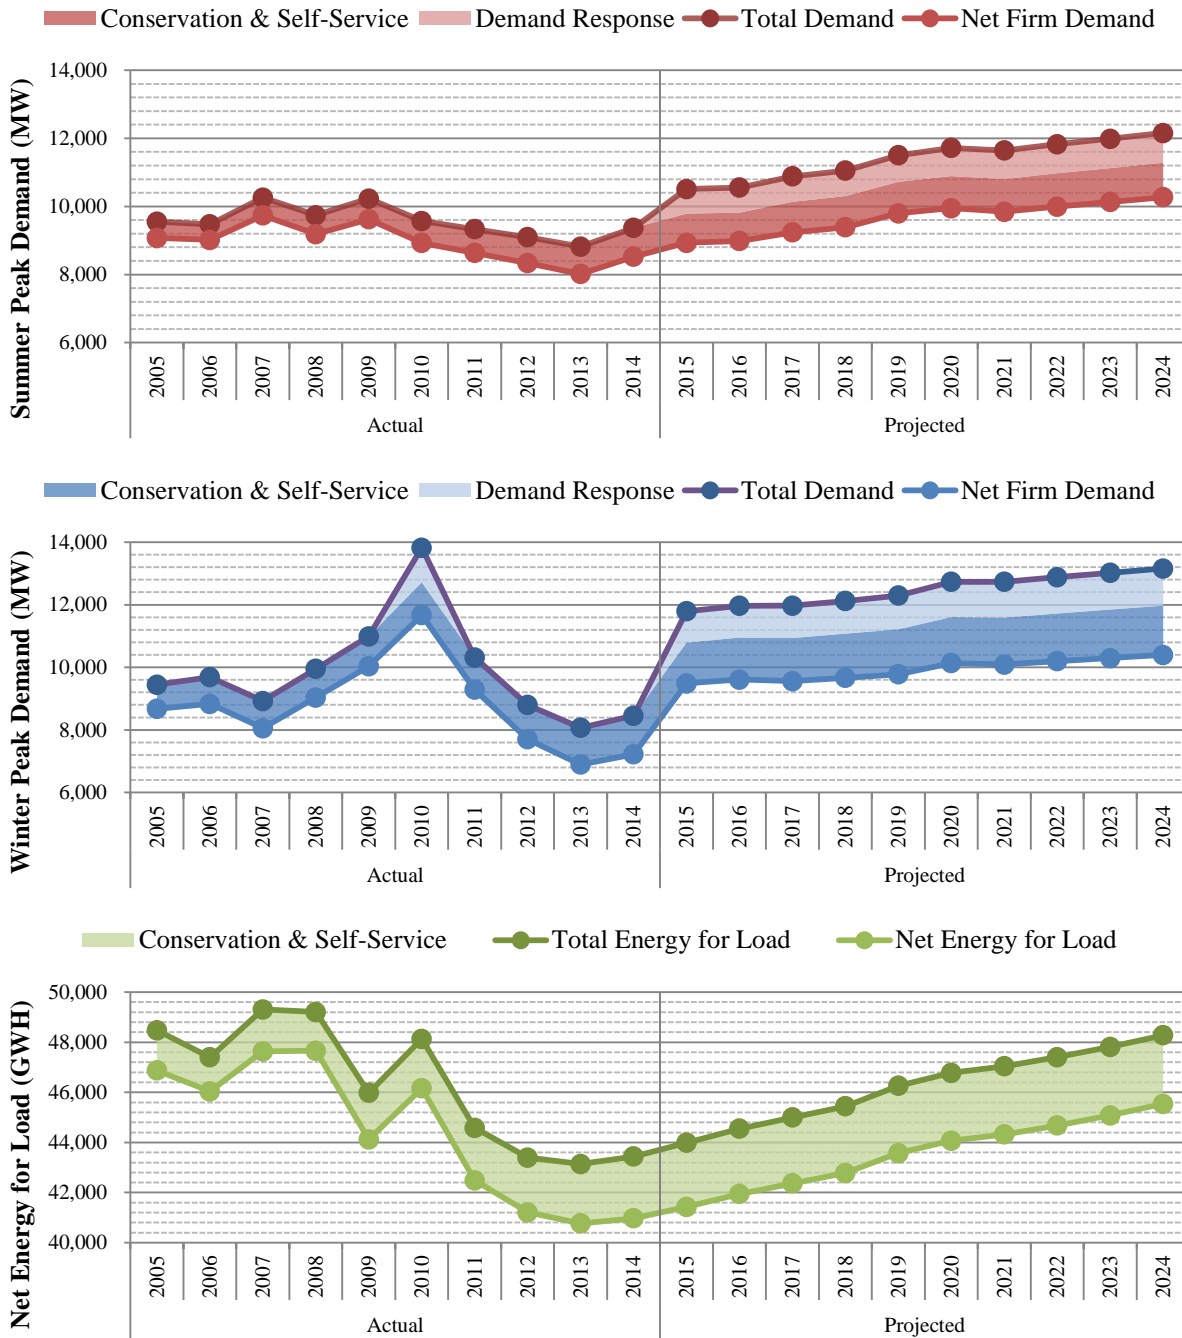 Conservation & Self-Service Demand Response Total Demand Net Firm Demand
Summer Peak Demand (MW)
14,000
12,000
10,000
8,000
6,000
2005 2006 2007 2008 2009 2010 2011 2012 2013 2014 2015 2016 2017 2018 2019 2020 2021 2022 2023 2024
Actual Projected
Conservation & Self-Service Demand Response Total Demand Net Firm Demand
Winter Peak Demand (MW)
14,000
12,000
10,000
8,000
6,000
2005 2006 2007 2008 2009 2010 2011 2012 2013 2014 2015 2016 2017 2018 2019 2020 2021 2022 2023 2024
Actual Projected
Conservation & Self-Service Total Energy for Load Net Energy for Load
Net Energy for Load (GWH)
50,000
48,000
46,000
44,000
42,000
40,000
2005 2006 2007 2008 2009 2010 2011 2012 2013 2014 2015 2016 2017 2018 2019 2020 2021 2022 2023 2024
Actual Projected